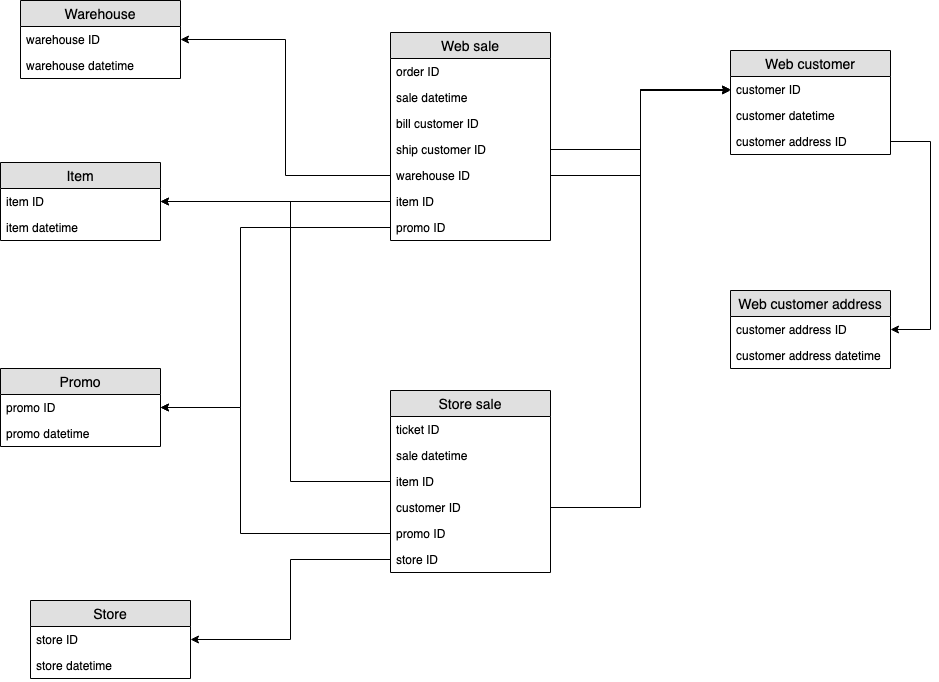 Warehouse
warehouse ID
warehouse datetime
Item
item ID
item datetime
Promo
promo ID
promo datetime
Store
store ID
store datetime
Web sale
order ID
sale datetime
bill customer ID
ship customer ID
warehouse ID
item ID
promo ID
Store sale
ticket ID
sale datetime
item ID
customer ID
promo ID
store ID
Web customer
customer ID
customer datetime
customer address ID
Web customer address
customer address ID
customer address datetime